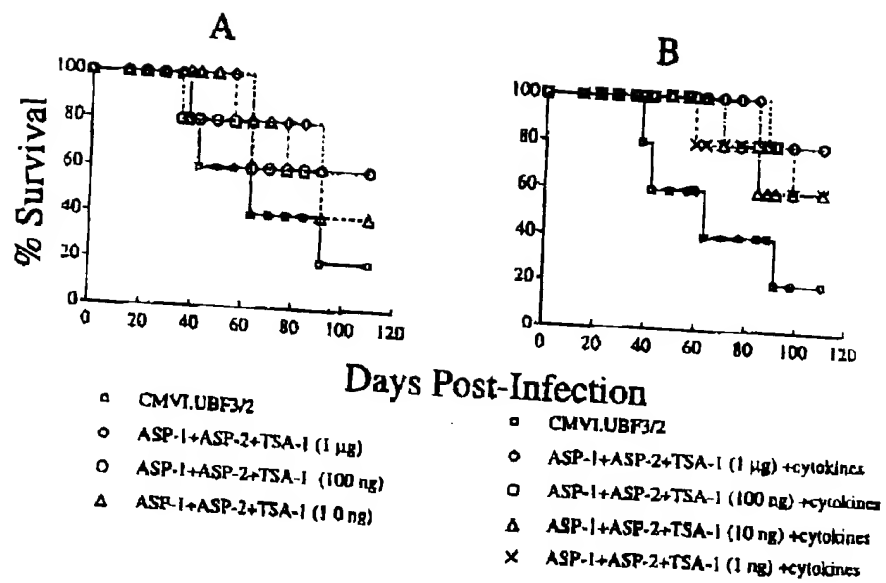 A
B
% Survival
100
80
60
40
20
0
0 20 40 60 80 100 120
100
80
60
40
20
0
0 20 40 60 80 100 120
Days Post-Infection
CMVI.UBF3/2
ASP-1+ASP-2+TSA-1 (1 µg)
ASP-1+ASP-2+TSA-1 (100 ng)
ASP-1+ASP-2+TSA-1 (10 ng)
CMVI.UBF3/2
ASP-1+ASP-2+TSA-1 (1 µg) +cytokines
ASP-1+ASP-2+TSA-1 (100 ng) +cytokines
ASP-1+ASP-2+TSA-1 (10 ng) +cytokines
ASP-1+ASP-2+TSA-1 (1 ng) +cytokines